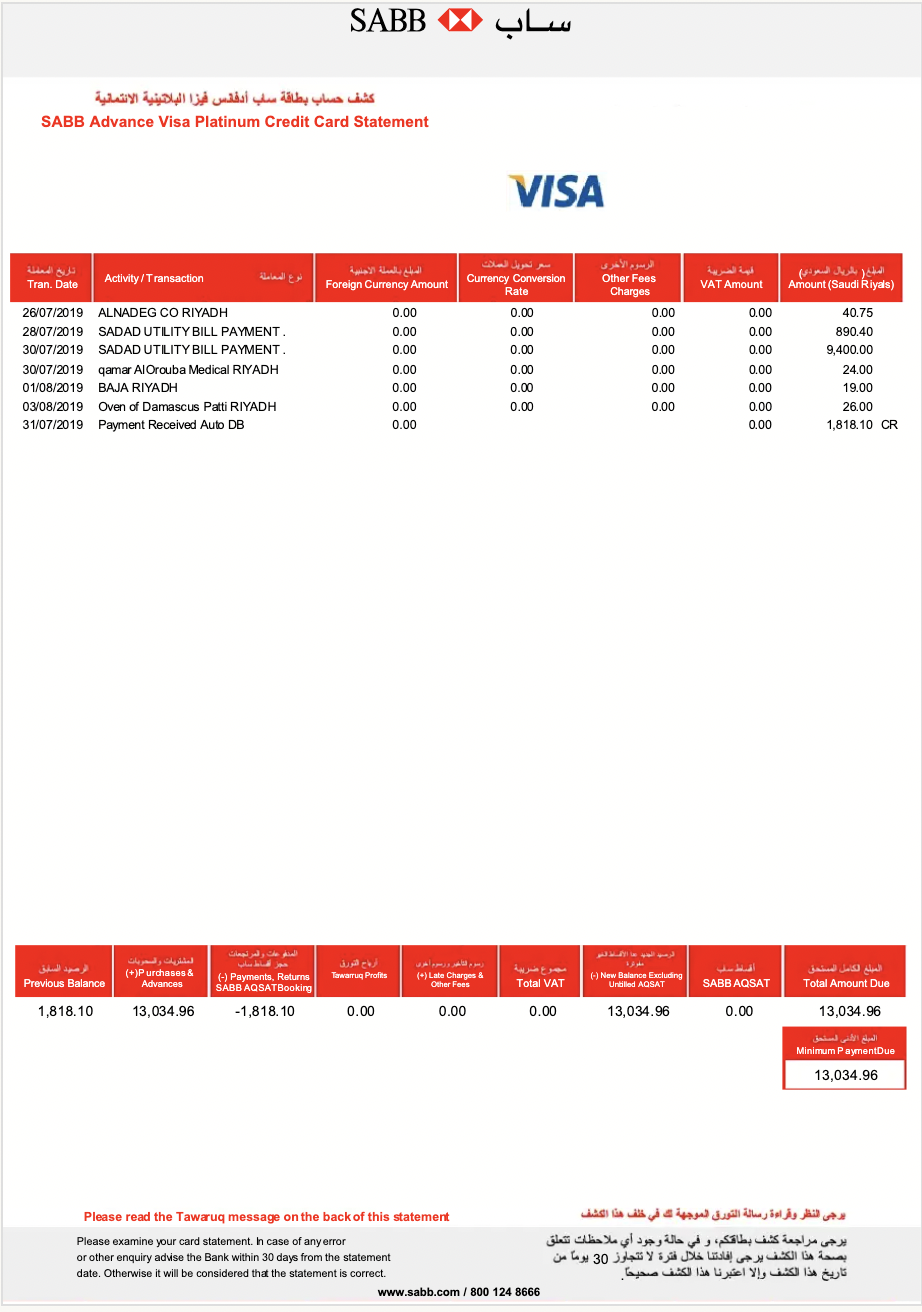 SABB ساب
كشف حساب بطاقة ساب أدفانس فيزا البلاتينية الائتمانية
SABB Advance Visa Platinum Credit Card Statement
VISA
تاريخ المعاملة نوع المعاملة المبلغ بالعملة الاجنبية سعر تحويل العملات الرسوم الأخرى قيمة الضريبة المبلغ( بالريال السعودي )
Tran. Date Activity / Transaction Foreign Currency Amount Currency Conversion Rate Other Fees Charges VAT Amount Amount (Saudi Riyals)
26/07/2019 ALNADEG CO RIYADH 0.00 0.00 0.00 0.00 40.75
28/07/2019 SADAD UTILITY BILL PAYMENT . 0.00 0.00 0.00 0.00 890.40
30/07/2019 SADAD UTILITY BILL PAYMENT . 0.00 0.00 0.00 0.00 9,400.00
30/07/2019 qamar AlOrouba Medical RIYADH 0.00 0.00 0.00 0.00 24.00
01/08/2019 BAJA RIYADH 0.00 0.00 0.00 0.00 19.00
03/08/2019 Oven of Damascus Patti RIYADH 0.00 0.00 0.00 0.00 26.00
31/07/2019 Payment Received Auto DB 0.00 0.00 1,818.10 CR
الرصيد السابق المشتريات والسحوبات المدفوعات والمرتجعات حجز أقساط ساب أرباح التورق رسوم التأخير ورسوم أخرى مجموع ضريبة أقساط ساب المبلغ الكامل المستحق
Previous Balance (+)Purchases & Advances (-) Payments, Returns SABB AQSAT Booking Tawarruq Profits (+) Late Charges & Other Fees Total VAT (-) New Balance Excluding Unbilled AQSAT SABB AQSAT Total Amount Due
1,818.10 13,034.96 -1,818.10 0.00 0.00 0.00 13,034.96 0.00 13,034.96
المبلغ الأدنى المستحق
Minimum Payment Due
13,034.96
Please read the Tawaruq message on the back of this statement
Please examine your card statement. In case of any error
or other enquiry advise the Bank within 30 days from the statement
date. Otherwise it will be considered that the statement is correct.
يرجى النظر وقراءة رسالة التورق الموجهة لك في خلف هذا الكشف
يرجى مراجعة كشف بطاقتكم، و في حالة وجود أي ملاحظات تتعلق
بصحة هذا الكشف يرجى إفادتنا خلال فترة لا تتجاوز 30 يوماً من
تاريخ هذا الكشف وإلا اعتبرنا هذا الكشف صحيحاً.
www.sabb.com / 800 124 8666